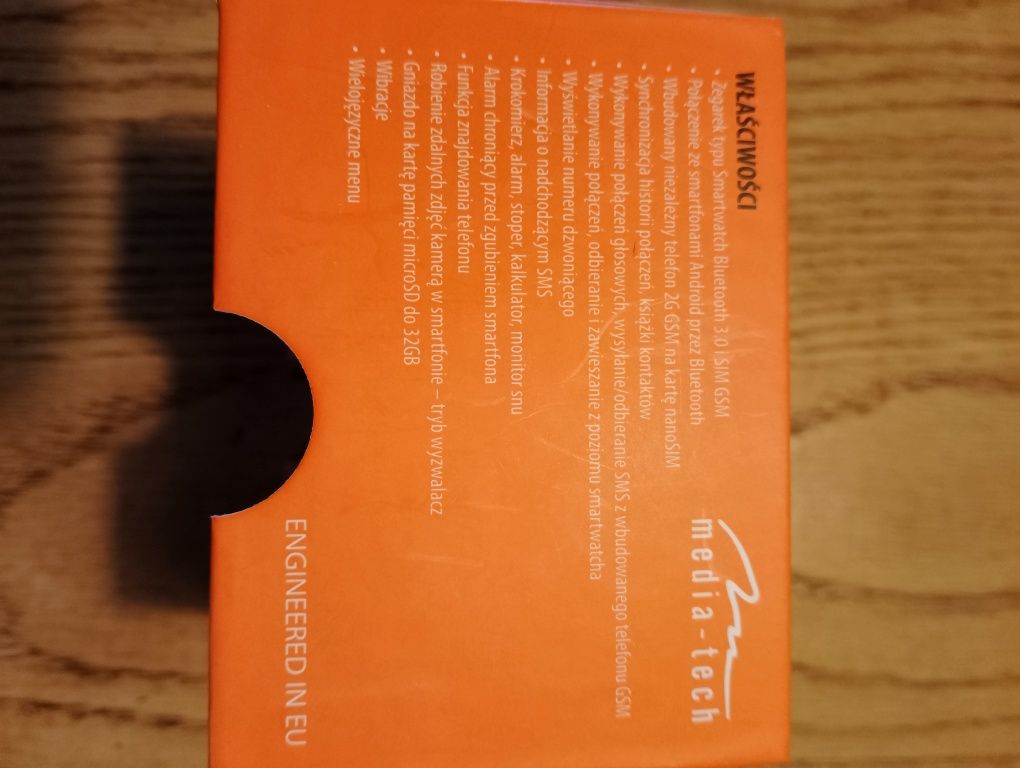 WŁAŚCIWOŚCI
• Zegarek typu Smartwatch Bluetooth 3.0 i SIM GSM
• Połączenie ze smartfonami Android przez Bluetooth
• Wbudowany niezależny telefon 2G GSM na kartę nanoSIM
• Synchronizacja historii połączeń, książki kontaktów
• Wykonywanie połączeń głosowych, wysyłanie/odbieranie SMS z wbudowanego telefonu GSM
• Wykonywanie połączeń, odbieranie i zawieszanie z poziomu smartwatcha
• Wyświetlanie numeru dzwoniącego
• Informacja o nadchodzącym SMS
• Krokomierz, alarm, stoper, kalkulator, monitor snu
• Alarm chroniący przed zgubieniem smartfona
• Funkcja znajdowania telefonu
• Robienie zdalnych zdjęć kamerą w smartfonie – tryb wyzwalacz
• Gniazdo na kartę pamięci microSD do 32GB
• Wibracje
• Wielojęzyczne menu
media-tech
ENGINEERED IN EU